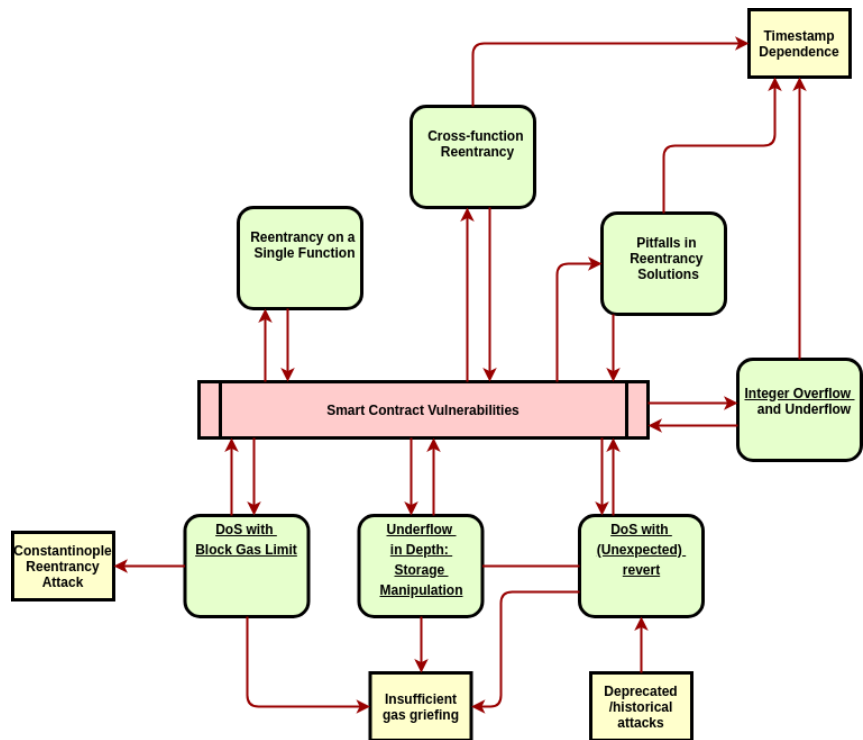 Timestamp
Dependence
Cross-function
Reentrancy
Reentrancy on a
Single Function
Pitfalls in
Reentrancy
Solutions
Smart Contract Vulnerabilities
Integer Overflow
and Underflow
DoS with
Block Gas Limit
Underflow
in Depth:
Storage
Manipulation
DoS with
(Unexpected)
revert
Constantinople
Reentrancy
Attack
Insufficient
gas griefing
Deprecated
/historical
attacks